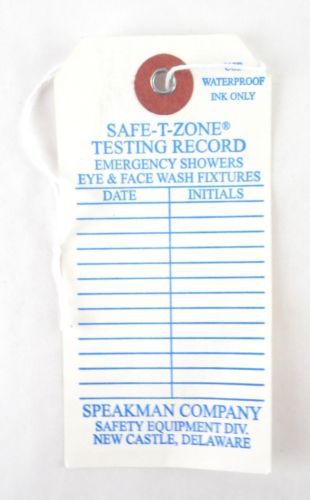 WATERPROOF
INK ONLY
SAFE-T-ZONE®
TESTING RECORD
EMERGENCY SHOWERS
EYE & FACE WASH FIXTURES
DATE INITIALS
SPEAKMAN COMPANY
SAFETY EQUIPMENT DIV.
NEW CASTLE, DELAWARE